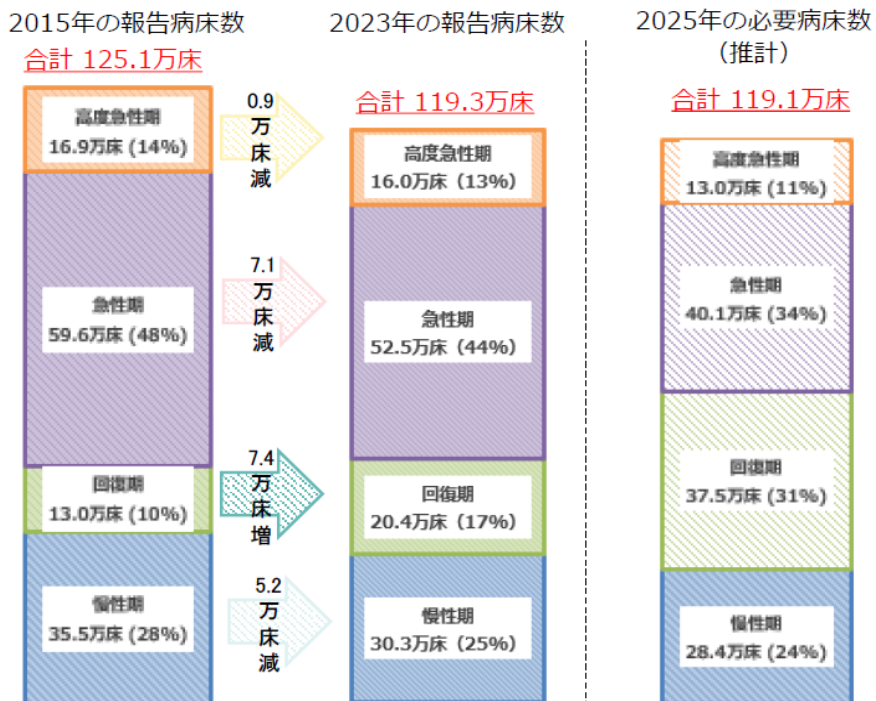 2015年の報告病床数
合計 125.1万床
高度急性期
16.9万床 (14%)
急性期
59.6万床 (48%)
回復期
13.0万床 (10%)
慢性期
35.5万床 (28%)
0.9
万
床
減
7.1
万
床
減
7.4
万
床
増
5.2
万
床
減
2023年の報告病床数
合計 119.3万床
高度急性期
16.0万床（13%）
急性期
52.5万床（44%）
回復期
20.4万床（17%）
慢性期
30.3万床（25%）
2025年の必要病床数
（推計）
合計 119.1万床
高度急性期
13.0万床 (11%)
急性期
40.1万床 (34%)
回復期
37.5万床 (31%)
慢性期
28.4万床 (24%)